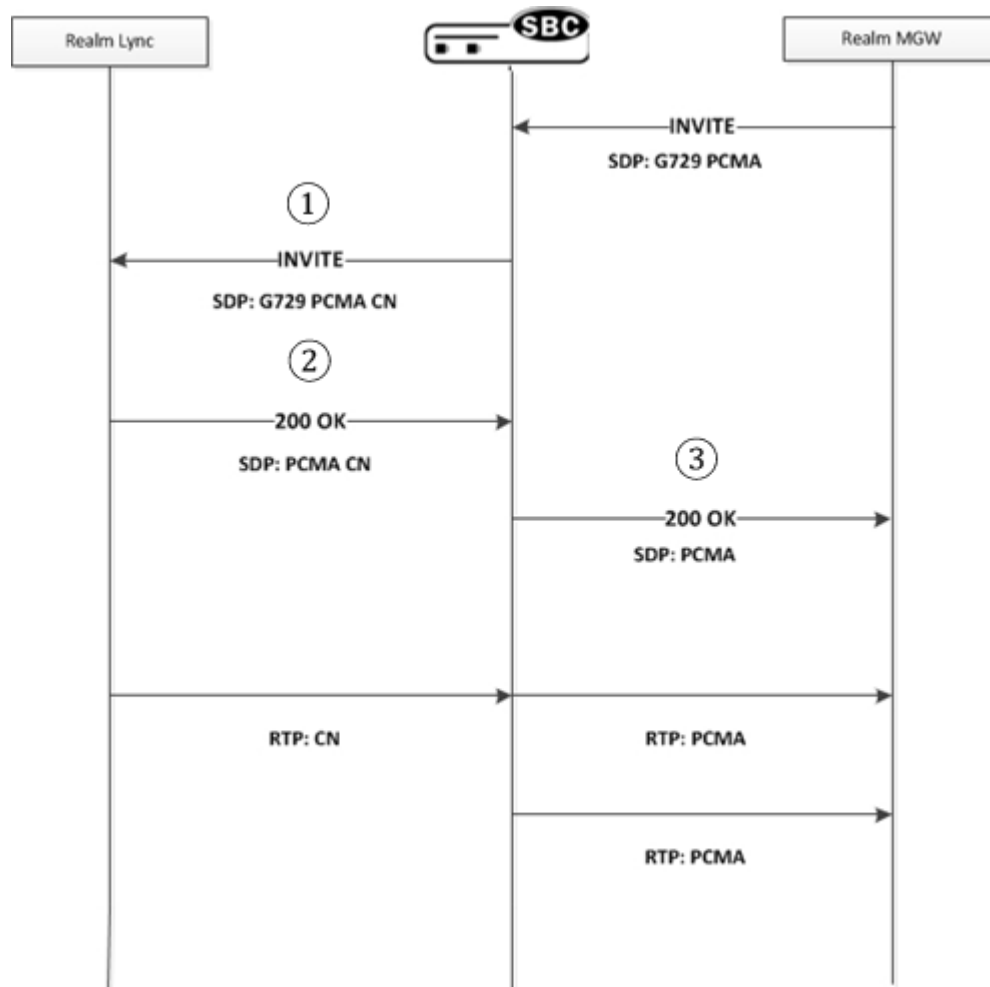 Realm Lync
SBC
Realm MGW
INVITE
SDP: G729 PCMA
1
INVITE
SDP: G729 PCMA CN
2
200 OK
SDP: PCMA CN
3
200 OK
SDP: PCMA
RTP: CN
RTP: PCMA
RTP: PCMA